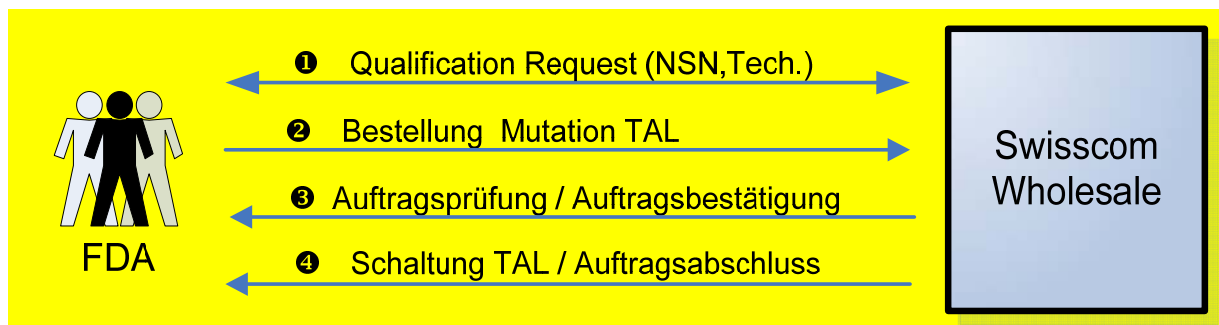 ❶ Qualification Request (NSN,Tech.)
❷ Bestellung Mutation TAL
❸ Auftragsprüfung / Auftragsbestätigung
❹ Schaltung TAL / Auftragsabschluss
FDA
Swisscom
Wholesale